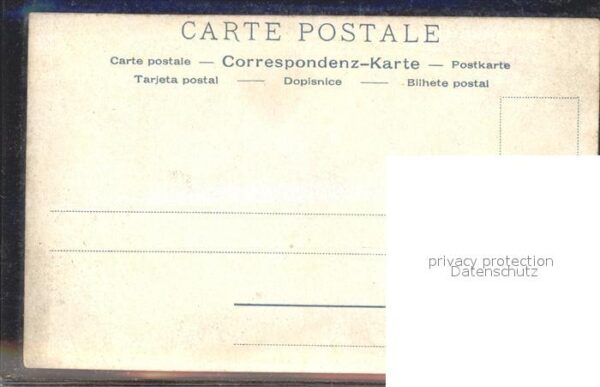 CARTE POSTALE
Carte postale — Correspondenz-Karte — Postkarte
Tarjeta postal — Dopisnice — Bilhete postal
privacy protection
Datenschutz